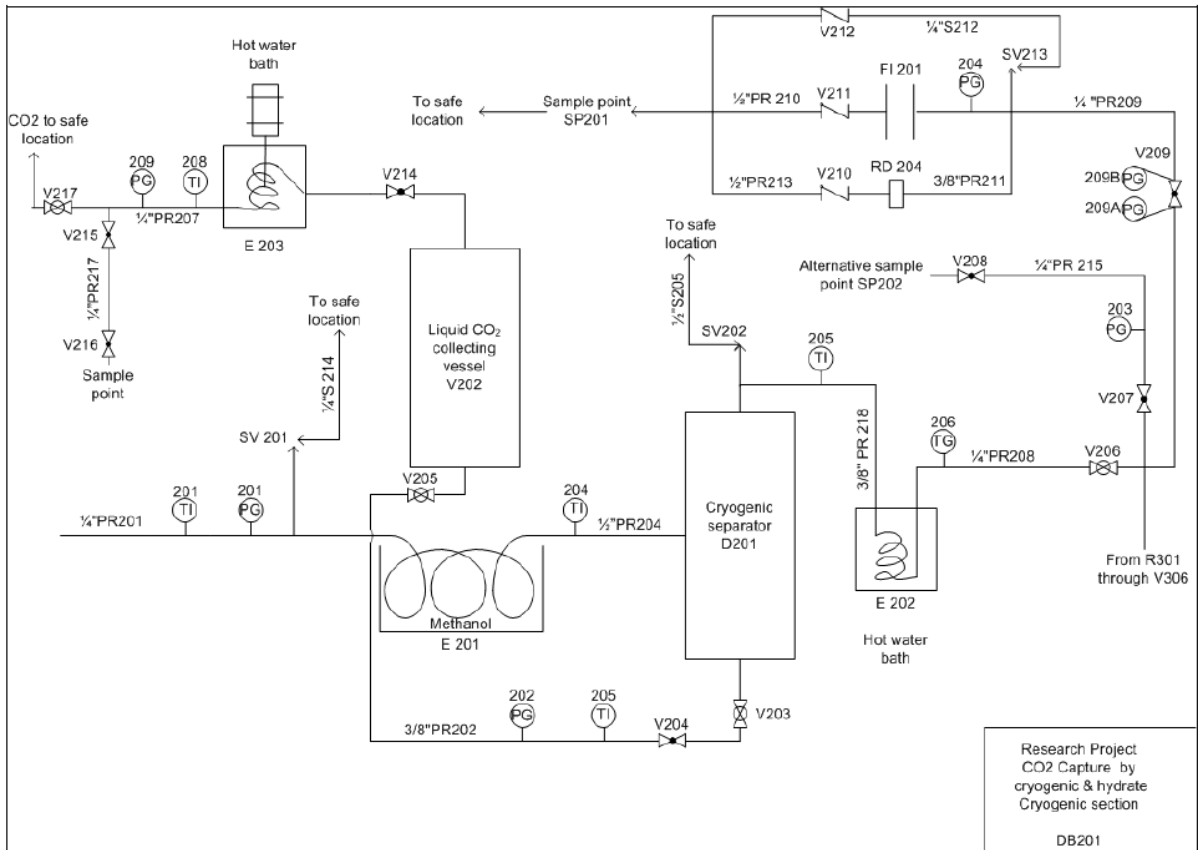 V212
¼"S212
SV213
Hot water
bath
FI 201
204
PG
To safe
location
Sample point
SP201
½"PR 210
V211
¼ "PR209
CO2 to safe
location
V209
209
PG
208
TI
V214
V210
RD 204
209B
PG
V217
½"PR213
3/8"PR211
209A
PG
¼"PR207
V215
E 203
To safe
location
Alternative sample
point SP202
V208
¼"PR 215
¼"PR217
½"S205
To safe
location
Liquid CO₂
collecting
vessel
V202
SV202
205
TI
203
PG
V216
Sample
point
¼"S 214
V207
3/8" PR 218
206
TG
SV 201
V205
¼"PR208
V206
201
TI
201
PG
204
TI
Cryogenic
separator
D201
¼"PR201
½"PR204
From R301
through V306
E 202
Methanol
E 201
Hot water
bath
202
PG
205
TI
V204
V203
3/8"PR202
Research Project
CO2 Capture by
cryogenic & hydrate
Cryogenic section
DB201